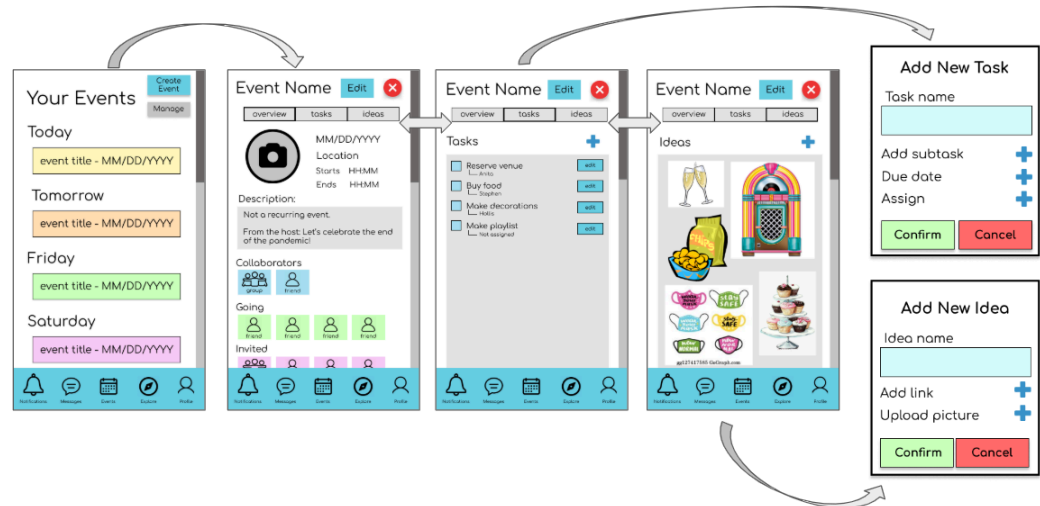 Your Events
Create
Event
Manage
Today
event title - MM/DD/YYYY
Tomorrow
event title - MM/DD/YYYY
Friday
event title - MM/DD/YYYY
Saturday
event title - MM/DD/YYYY
Notifications Messages Events Explore Profile
Event Name Edit
overview tasks ideas
MM/DD/YYYY
Location
Starts HH:MM
Ends HH:MM
Description:
Not a recurring event.
From the host: Let's celebrate the end
of the pandemic!
Collaborators
group friend
Going
friend friend friend friend
Invited
Notifications Messages Events Explore Profile
Event Name Edit
overview tasks ideas
Tasks
Reserve venue edit
Anita
Buy food edit
Stephen
Make decorations edit
Hollis
Make playlist edit
Not assigned
Notifications Messages Events Explore Profile
Event Name Edit
overview tasks ideas
Ideas
CHIPS
STAY
SAFE
STAY
SAFE
gg127417595 GoGraph.com
Notifications Messages Events Explore Profile
Add New Task
Task name
Add subtask
Due date
Assign
Confirm Cancel
Add New Idea
Idea name
Add link
Upload picture
Confirm Cancel